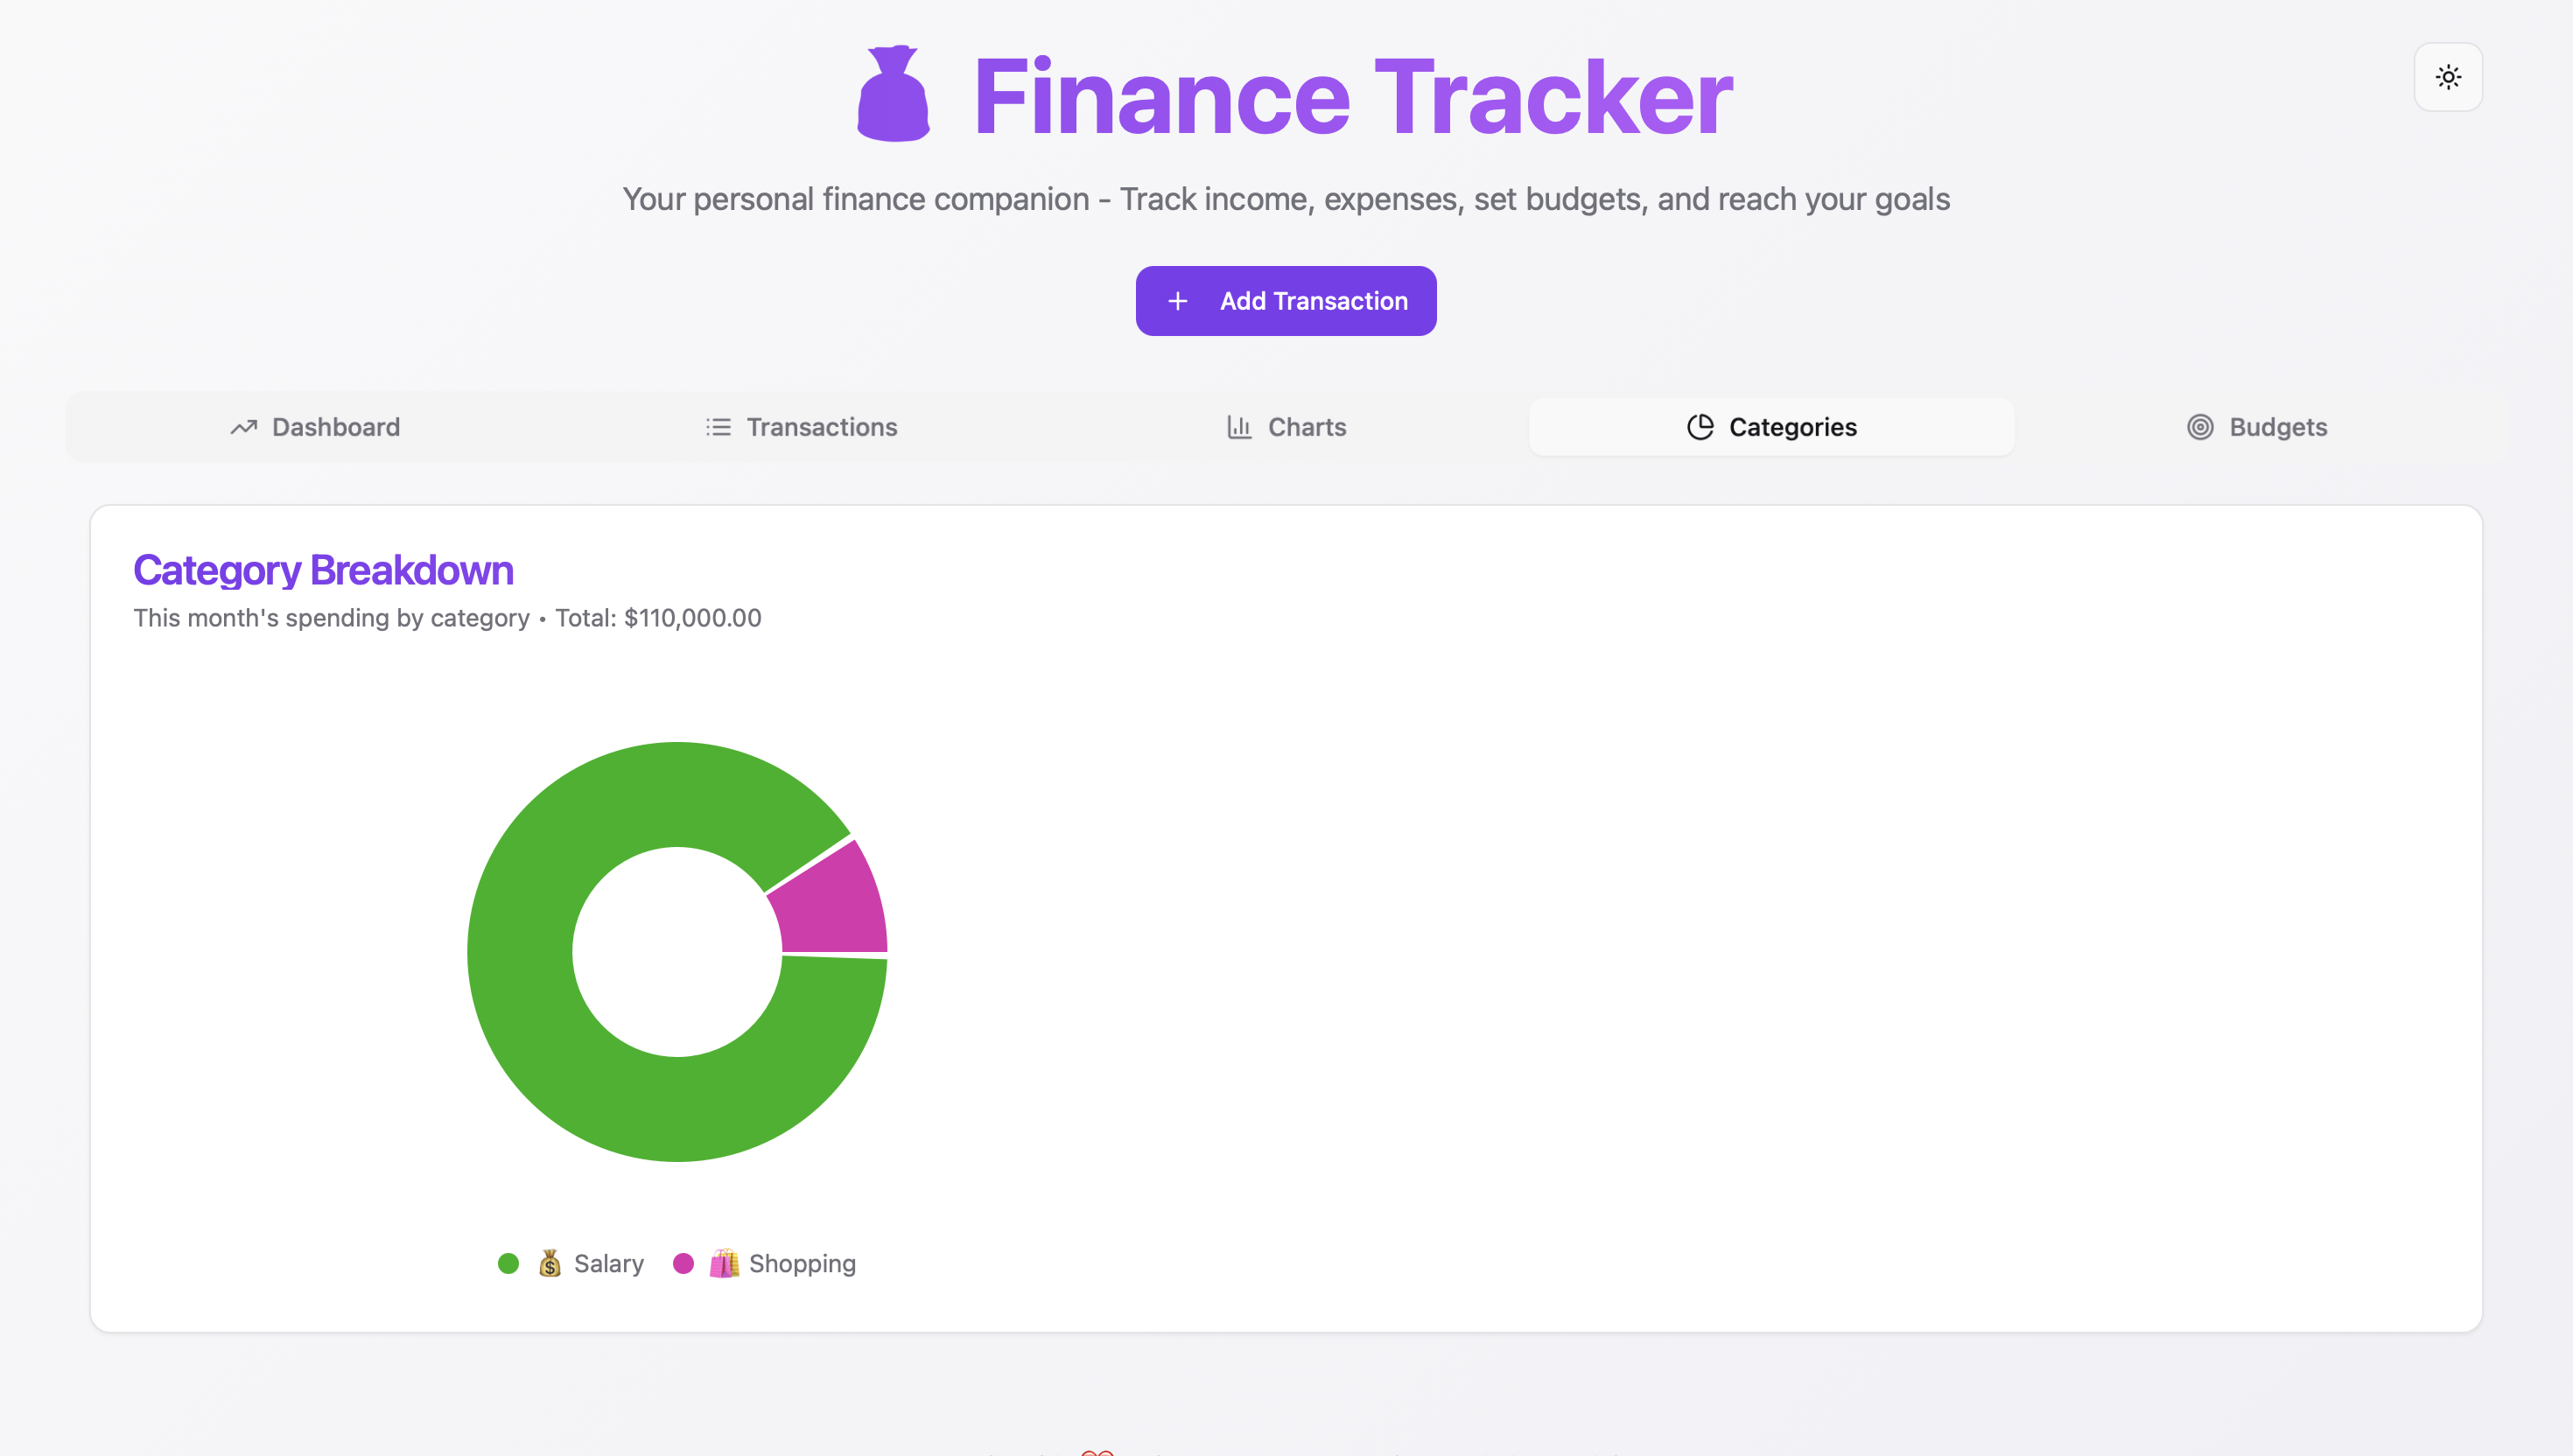 Finance Tracker
Your personal finance companion - Track income, expenses, set budgets, and reach your goals
+ Add Transaction
Dashboard Transactions Charts Categories Budgets
Category Breakdown
This month's spending by category • Total: $110,000.00
Salary Shopping